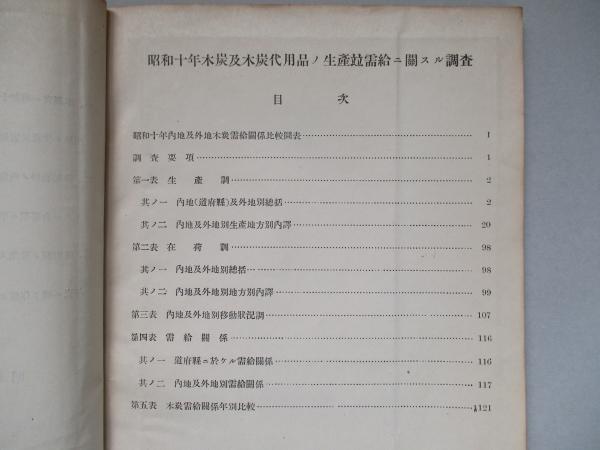 昭和十年木炭及木炭代用品ノ生產竝需給ニ關スル調査
目次
昭和十年內地及外地木炭需給關係比較圖表 1
調査要項 1
第一表 生產調 2
其ノ一 內地(道府縣)及外地別總括 2
其ノ二 內地及外地別生產地方別內譯 20
第二表 在荷調 98
其ノ一 內地及外地別總括 98
其ノ二 內地及外地別地方別內譯 99
第三表 內地及外地別移動狀況調 107
第四表 需給關係 116
其ノ一 道府縣ニ於ケル需給關係 116
其ノ二 內地及外地別需給關係 117
第五表 木炭需給關係年別比較 121